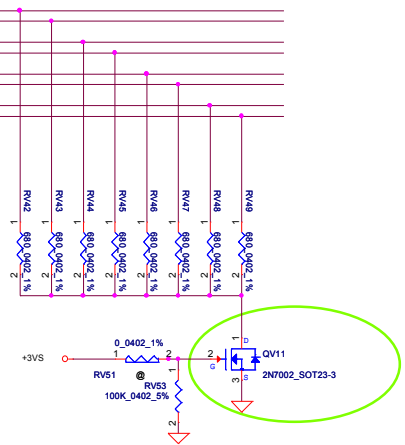 RV42
RV43
RV44
RV45
RV46
RV47
RV48
RV49
1
1
1
1
1
1
1
1
680_0402_1%
680_0402_1%
680_0402_1%
680_0402_1%
680_0402_1%
680_0402_1%
680_0402_1%
680_0402_1%
2
2
2
2
2
2
2
2
0_0402_1%
1 D
+3VS
1
2
2
G
QV11
RV51
@
1
RV53
100K_0402_5%
3
S
2N7002_SOT23-3
2